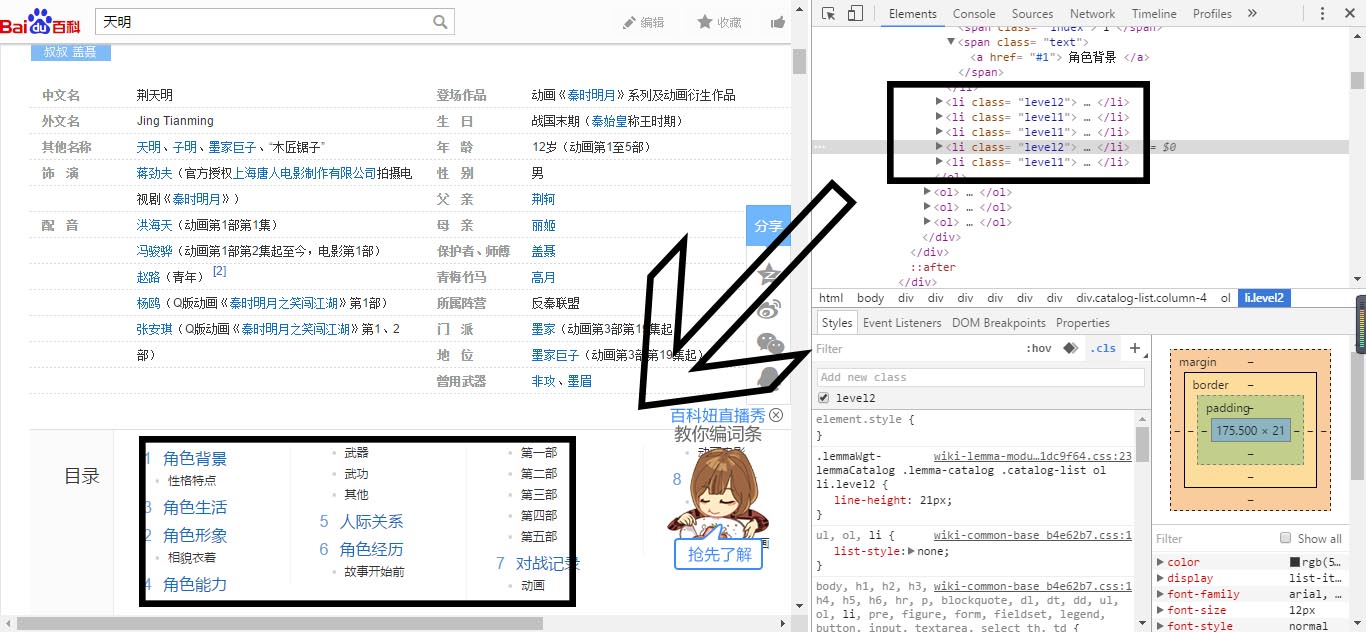 Bai du 百科
天明
编辑
收藏
叔叔 盖聂
中文名 荆天明
外文名 Jing Tianming
其他名称 天明、子明、墨家巨子、“木匠锯子”
饰 演 蒋劲夫（官方授权上海唐人电影制作有限公司拍摄电
视剧《秦时明月》）
配 音 洪海天（动画第1部第1集）
冯骏骅（动画第1部第2集起至今，电影第1部）
赵路（青年） [2]
杨鸥（Q版动画《秦时明月之笑闯江湖》第1部）
张安琪（Q版动画《秦时明月之笑闯江湖》第1、2
部）
登场作品 动画《秦时明月》系列及动画衍生作品
生 日 战国末期（秦始皇称王时期）
年 龄 12岁（动画第1至5部）
性 别 男
父 亲 荆轲
母 亲 丽姬
保护者、师傅 盖聂
青梅竹马 高月
所属阵营 反秦联盟
门 派 墨家（动画第3部第19集起
地 位 墨家巨子（动画第3部第19集起）
曾用武器 非攻、墨眉
分享
百科妞直播秀
教你编词条
抢先了解
目录
1 角色背景
性格特点
3 角色生活
2 角色形象
相貌衣着
4 角色能力
武器
武功
其他
5 人际关系
6 角色经历
故事开始前
第一部
第二部
第三部
第四部
第五部
7 对战记录
动画
8
Elements Console Sources Network Timeline Profiles »
<span class= "index"> 1 </span>
<span class= "text">
<a href= "#1"> 角色背景 </a>
</span>
</li>
<li class= "level2"> … </li>
<li class= "level1"> … </li>
<li class= "level1"> … </li>
<li class= "level2"> … </li> = $0
<li class= "level1"> … </li>
</ol>
<ol> … </ol>
<ol> … </ol>
<ol> … </ol>
</div>
</div>
::after
</div>
html body div div div div div div div.catalog-list.column-4 ol li.level2
Styles Event Listeners DOM Breakpoints Properties
Filter :hov .cls +
Add new class
level2
element.style {
}
.lemmaWgt- wiki-lemma-modu…1dc9f64.css:23
lemmaCatalog .lemma-catalog .catalog-list ol
li.level2 {
line-height: 21px;
}
ul, ol, li { wiki-common-base b4e62b7.css:1
list-style: none;
}
body, h1, h2, h3, wiki-common-base b4e62b7.css:1
h4, h5, h6, hr, p, blockquote, dl, dt, dd, ul,
ol, li, pre, figure, form, fieldset, legend,
button, input, textarea, select th, td {
margin –
border –
padding –
175.500 × 21
Filter Show all
color rgb(5…
display list-it…
font-family arial, …
font-size 12px
font-style normal